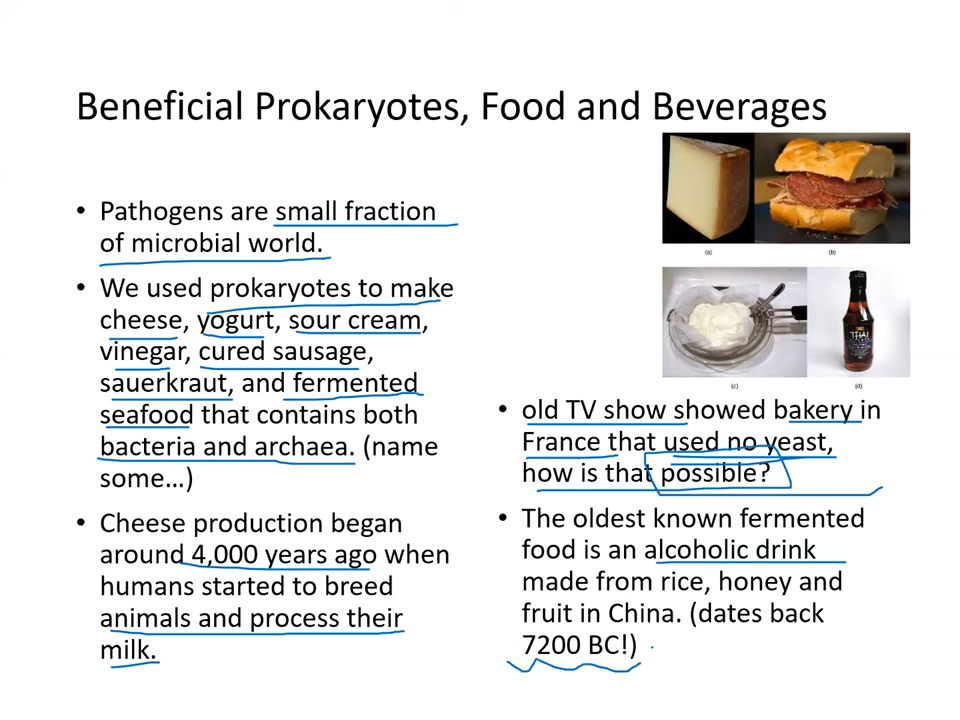 Beneficial Prokaryotes, Food and Beverages
• Pathogens are small fraction
of microbial world.
• We used prokaryotes to make
cheese, yogurt, sour cream,
vinegar, cured sausage,
sauerkraut, and fermented
seafood that contains both
bacteria and archaea. (name
some…)
• Cheese production began
around 4,000 years ago when
humans started to breed
animals and process their
milk.
(a) (b)
THAI
(c) (d)
• old TV show showed bakery in
France that used no yeast,
how is that possible?
• The oldest known fermented
food is an alcoholic drink
made from rice, honey and
fruit in China. (dates back
7200 BC!)